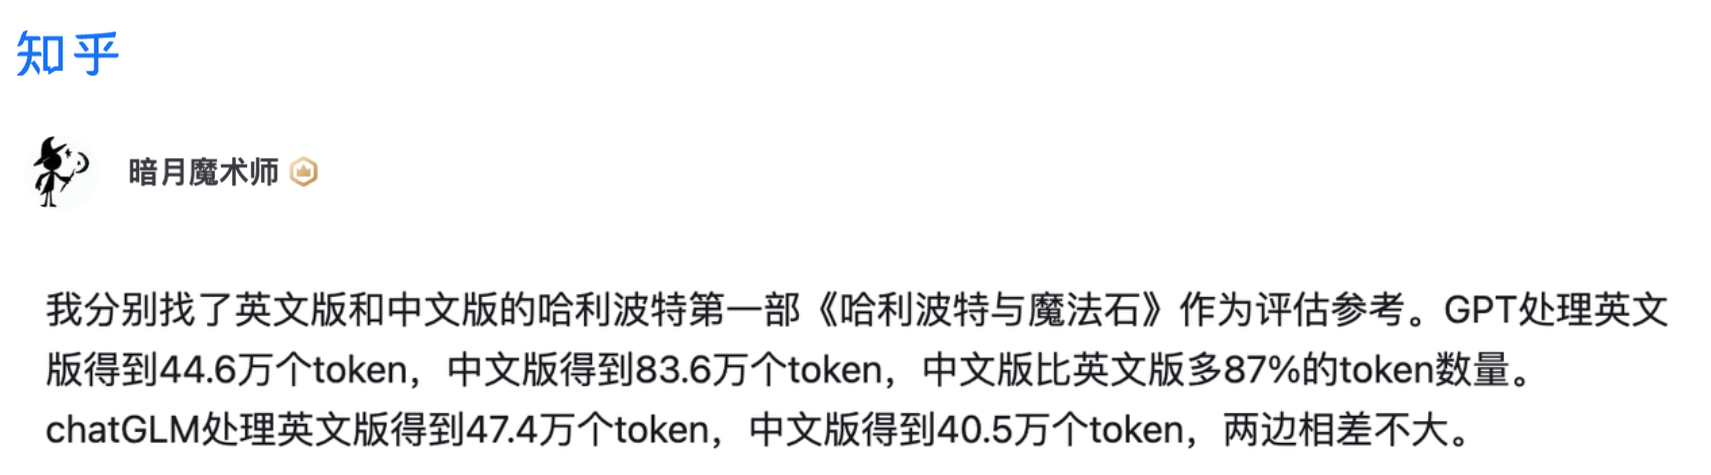 知乎
暗月魔术师
我分别找了英文版和中文版的哈利波特第一部《哈利波特与魔法石》作为评估参考。GPT处理英文
版得到44.6万个token，中文版得到83.6万个token，中文版比英文版多87%的token数量。
chatGLM处理英文版得到47.4万个token，中文版得到40.5万个token，两边相差不大。